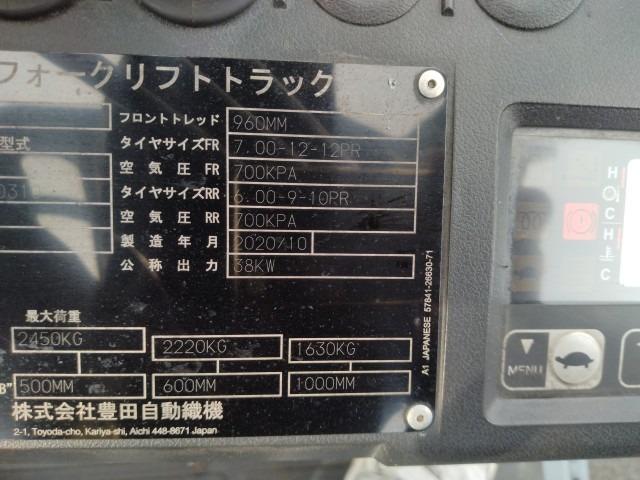 フォークリフトトラック
フロントトレッド 960MM
型式 タイヤサイズFR 7.00-12-12PR
空気圧 FR 700KPA
タイヤサイズRR 6.00-9-10PR
空気圧 RR 700KPA
製造年月 2020/10
公称出力 38KW
最大荷重
2450KG 2220KG 1630KG
B" 500MM 600MM 1000MM
株式会社豊田自動織機
2-1, Toyoda-cho, Kariya-shi, Aichi 448-8671 Japan
A1 JAPANESE 57841-26630-71
H
C
H
C
MENU